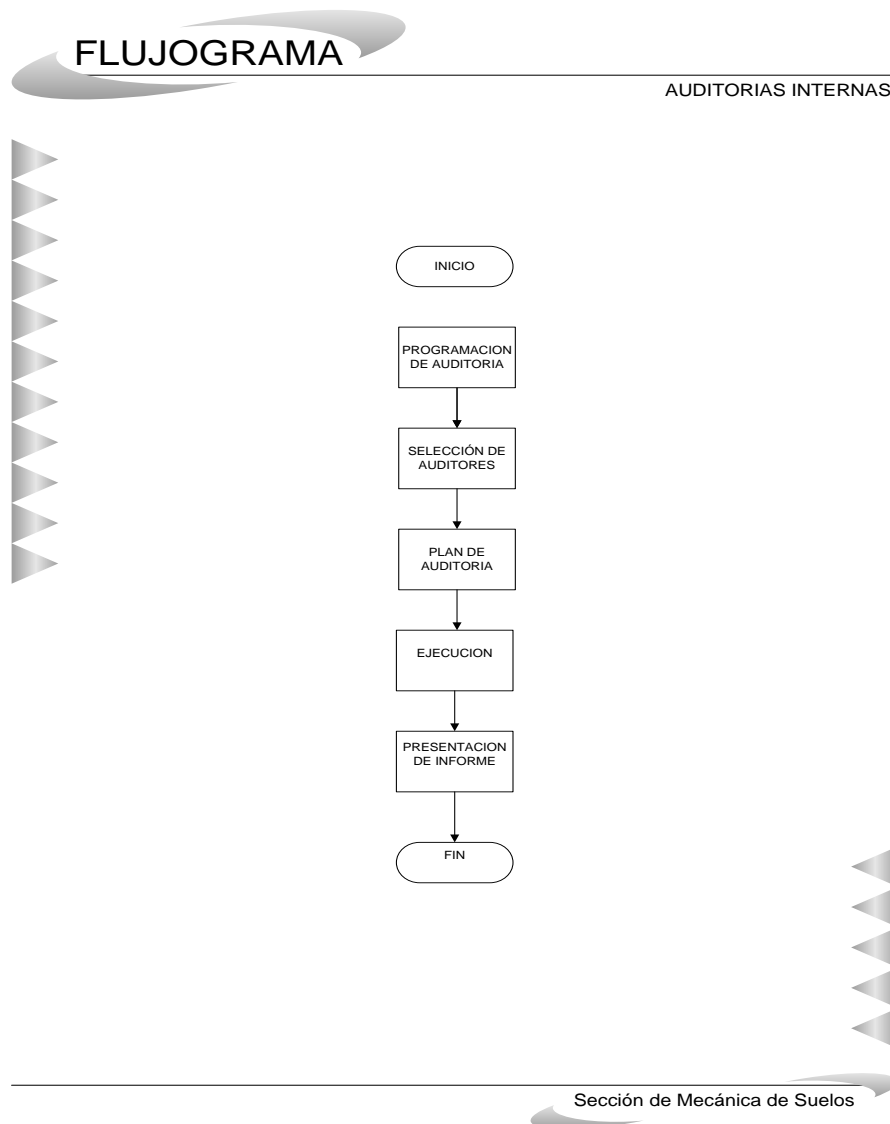 FLUJOGRAMA
AUDITORIAS INTERNAS
INICIO
PROGRAMACION
DE AUDITORIA
SELECCIÓN DE
AUDITORES
PLAN DE
AUDITORIA
EJECUCION
PRESENTACION
DE INFORME
FIN
Sección de Mecánica de Suelos